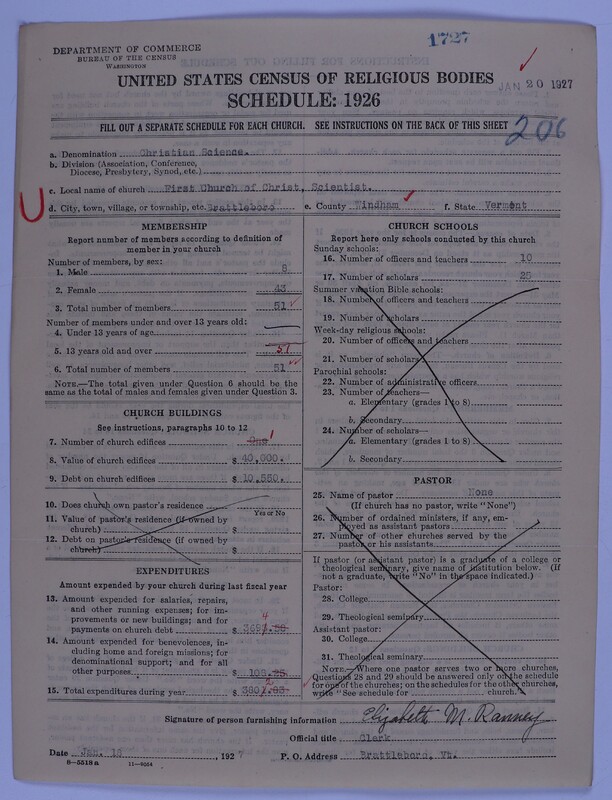 1727
DEPARTMENT OF COMMERCE
BUREAU OF THE CENSUS
WASHINGTON
JAN 20 1927
UNITED STATES CENSUS OF RELIGIOUS BODIES
SCHEDULE: 1926
FILL OUT A SEPARATE SCHEDULE FOR EACH CHURCH. SEE INSTRUCTIONS ON THE BACK OF THIS SHEET
206
a. Denomination Christian Science.
b. Division (Association, Conference,
Diocese, Presbytery, Synod, etc.)
c. Local name of church First Church of Christ, Scientist.
d. City, town, village, or township, etc. Brattleboro e. County Windham f. State Vermont
MEMBERSHIP
Report number of members according to definition of
member in your church
Number of members, by sex:
1. Male 8
2. Female 43
3. Total number of members 51
Number of members under and over 13 years old:
4. Under 13 years of age
5. 13 years old and over 51
6. Total number of members 51
NOTE.—The total given under Question 6 should be the
same as the total of males and females given under Question 3.
CHURCH BUILDINGS
See instructions, paragraphs 10 to 12
7. Number of church edifices One 1
8. Value of church edifices $ 40,000.
9. Debt on church edifices $ 10,550.
10. Does church own pastor's residence
Yes or No
11. Value of pastor's residence (if owned by
church) $
12. Debt on pastor's residence (if owned by
church) $
EXPENDITURES
Amount expended by your church during last fiscal year
13. Amount expended for salaries, repairs,
and other running expenses; for im-
provements or new buildings; and for
payments on church debt $
14. Amount expended for benevolences, in-
cluding home and foreign missions; for
denominational support; and for all
other purposes 108.25
15. Total expenditures during year $
CHURCH SCHOOLS
Report here only schools conducted by this church
Sunday schools:
16. Number of officers and teachers 10
17. Number of scholars 25
Summer vacation Bible schools:
18. Number of officers and teachers
19. Number of scholars
Week-day religious schools:
20. Number of officers and teachers
21. Number of scholars
Parochial schools:
22. Number of administrative officers
23. Number of teachers—
a. Elementary (grades 1 to 8)
b. Secondary
24. Number of scholars—
a. Elementary (grades 1 to 8)
b. Secondary
PASTOR
25. Name of pastor None
(If church has no pastor, write "None")
26. Number of ordained ministers, if any, em-
ployed as assistant pastors
27. Number of other churches served by the
pastor or his assistants
If pastor (or assistant pastor) is a graduate of a college or
theological seminary, give name of institution below. (If
not a graduate, write "No" in the space indicated.)
Pastor:
28. College
29. Theological seminary
Assistant pastor:
30. College
31. Theological seminary
NOTE.—Where one pastor serves two or more churches,
Questions 28 and 29 should be answered only on the schedule
for one of the churches; on the schedules for the other churches,
write "See schedule for church."
Signature of person furnishing information Elizabeth M. Ranney
Official title Clerk
Date Jan. 18 1927 P. O. Address Brattleboro, Vt.
8—5518a 11—9064